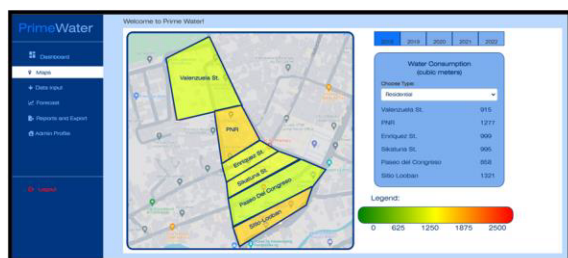 PrimeWater
Welcome to Prime Water!
Dashboard
Maps
Data Input
Forecast
Reports and Export
Admin Profile
Logout
Valenzuela St.
PNR
Enriquez St.
Sikatuna St.
Paseo Del Congreso
Sitio Looban
2018 2019 2020 2021 2022
Water Consumption
(cubic meters)
Choose Type:
Residential
Valenzuela St. 915
PNR 1277
Enriquez St. 999
Sikatuna St. 995
Paseo del Congreso 858
Sitio Looban 1321
Legend:
0 625 1250 1875 2500